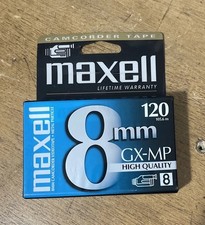 CAMCORDER TAPE
maxell
LIFETIME WARRANTY
maxell
8mm
120
GX-MP
HIGH QUALITY
8